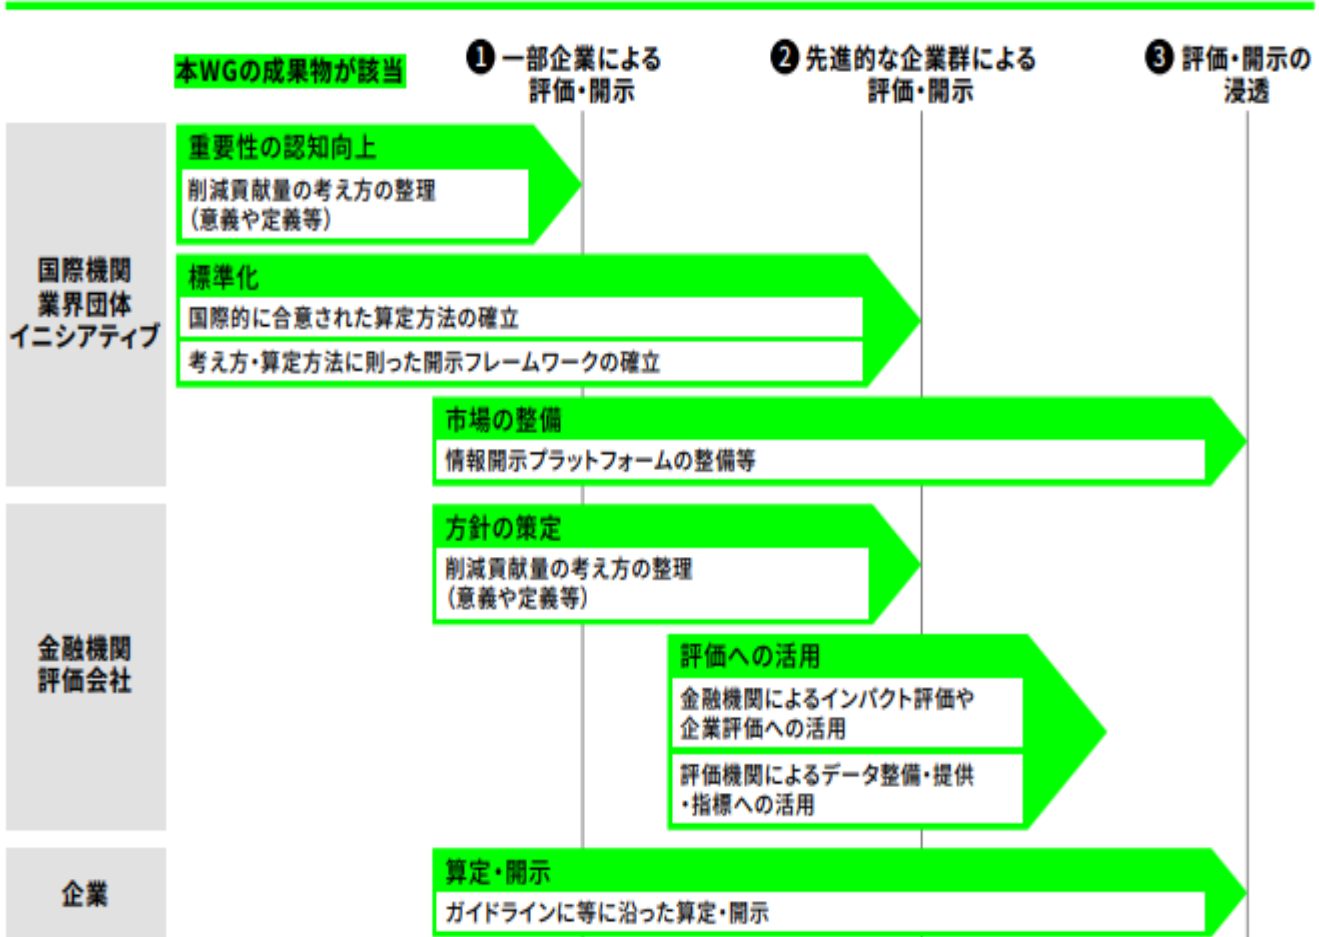 本WGの成果物が該当
❶ 一部企業による
評価・開示
❷ 先進的な企業群による
評価・開示
❸ 評価・開示の
浸透
国際機関
業界団体
イニシアティブ
重要性の認知向上
削減貢献量の考え方の整理
（意義や定義等）
標準化
国際的に合意された算定方法の確立
考え方・算定方法に則った開示フレームワークの確立
市場の整備
情報開示プラットフォームの整備等
金融機関
評価会社
方針の策定
削減貢献量の考え方の整理
（意義や定義等）
評価への活用
金融機関によるインパクト評価や
企業評価への活用
評価機関によるデータ整備・提供
・指標への活用
企業
算定・開示
ガイドラインに等に沿った算定・開示